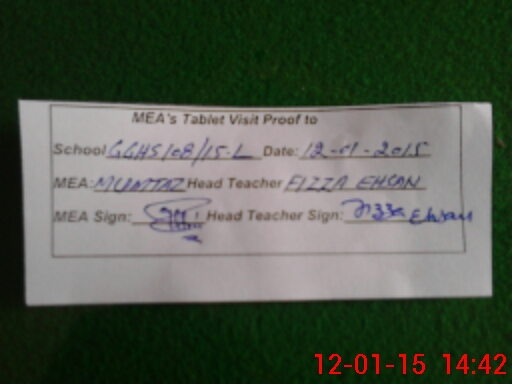 MEA's Tablet Visit Proof to
School GGHS 108/15-L Date: 12-01-2015
MEA: MUMTAZ Head Teacher FIZZA EHSAN
MEA Sign: Head Teacher Sign: Fizza Ehsan
12-01-15 14:42